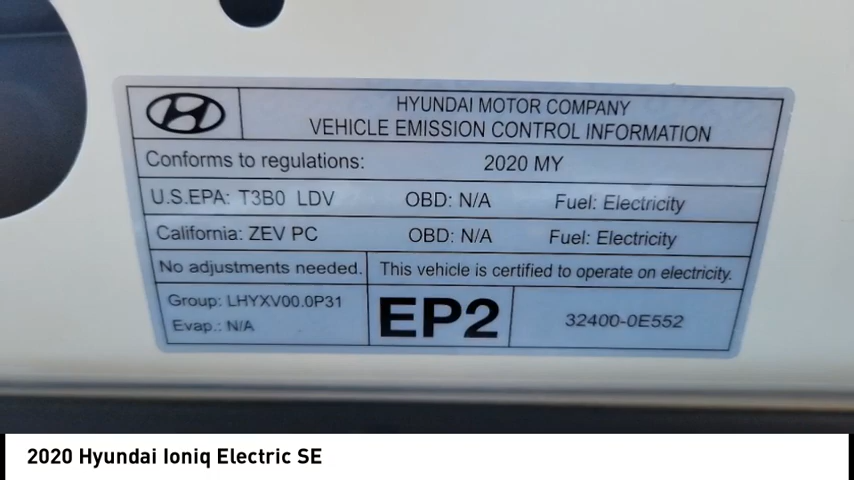 HYUNDAI MOTOR COMPANY
VEHICLE EMISSION CONTROL INFORMATION
Conforms to regulations: 2020 MY
U.S.EPA: T3B0 LDV OBD: N/A Fuel: Electricity
California: ZEV PC OBD: N/A Fuel: Electricity
No adjustments needed. This vehicle is certified to operate on electricity.
Group: LHYXV00.0P31
Evap.: N/A
EP2
32400-0E552
2020 Hyundai Ioniq Electric SE